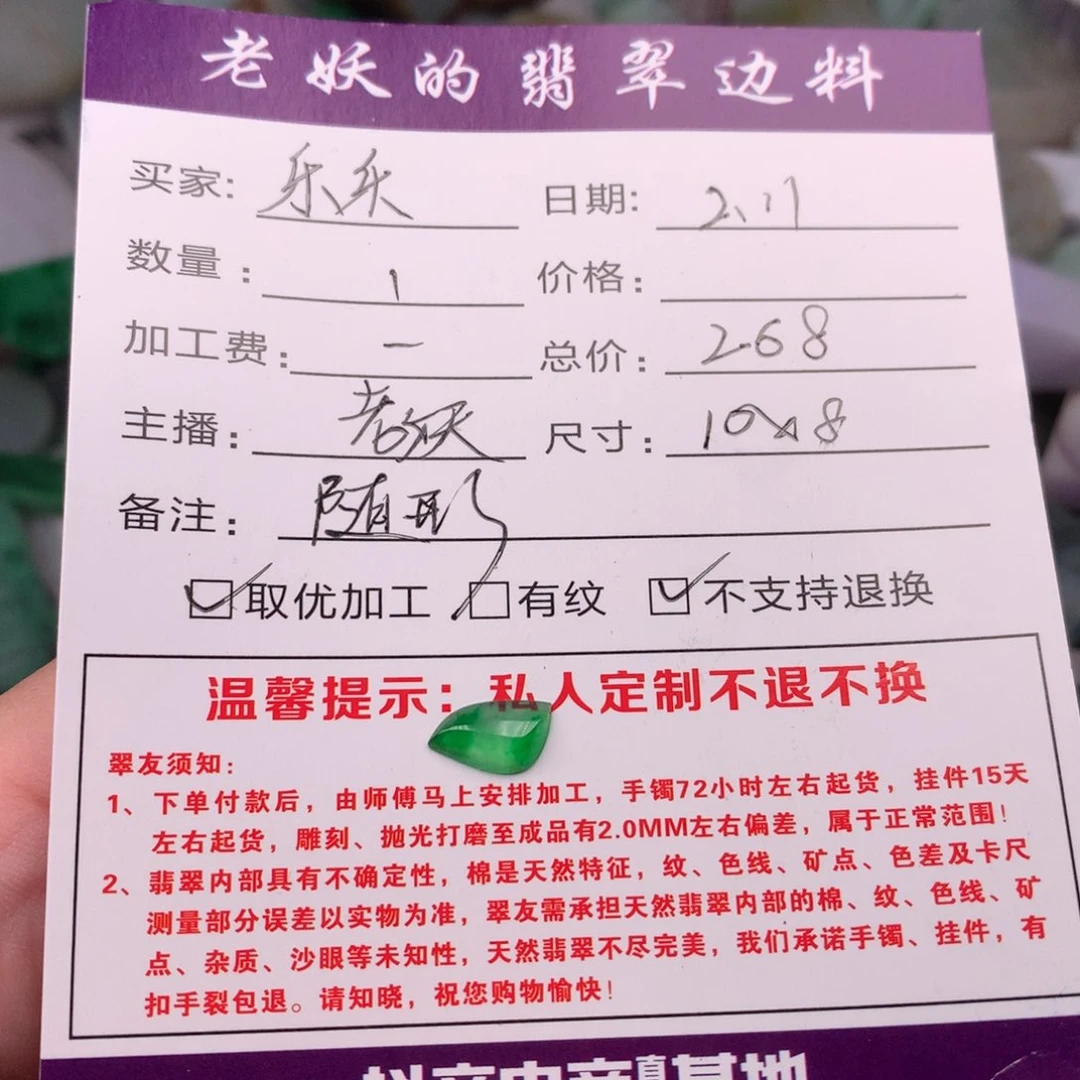 老妖的翡翠边料
买家: 乐乐 日期: 2.11
数量: 1 价格:
加工费: 一 总价: 268
主播: 老妖 尺寸: 10x8
备注: 随形
取优加工 有纹 不支持退换
温馨提示: 私人定制不退不换
翠友须知:
1、下单付款后，由师傅马上安排加工，手镯72小时左右起货，挂件15天
左右起货，雕刻、抛光打磨至成品有2.0MM左右偏差，属于正常范围！
2、翡翠内部具有不确定性，棉是天然特征，纹、色线、矿点、色差及卡尺
测量部分误差以实物为准，翠友需承担天然翡翠内部的棉、纹、色线、矿
点、杂质、沙眼等未知性，天然翡翠不尽完美，我们承诺手镯、挂件，有
扣手裂包退。请知晓，祝您购物愉快！